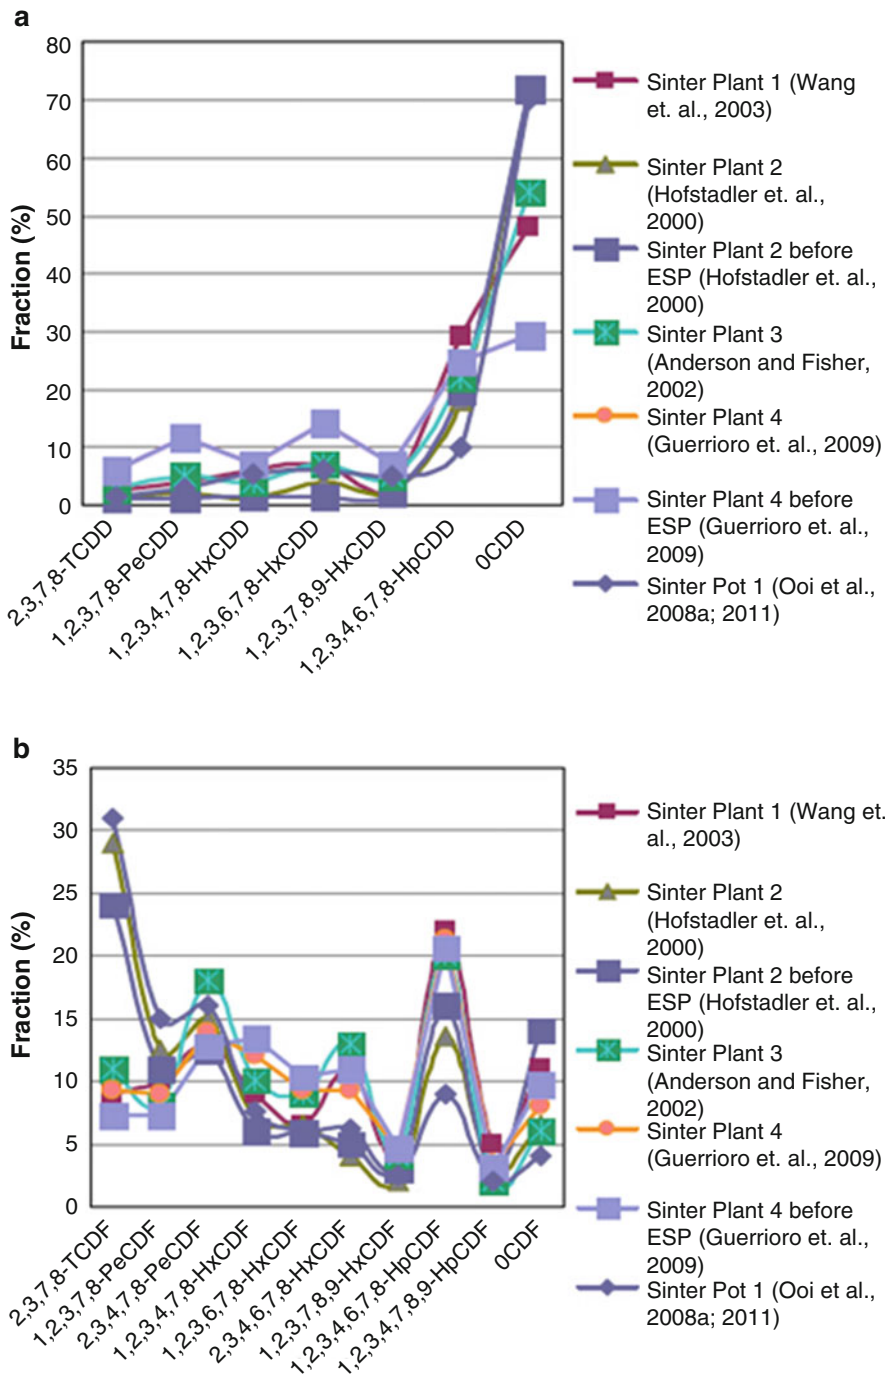 a
80
70
60
50
40
30
20
10
0
Fraction (%)
2,3,7,8-TCDD
1,2,3,7,8-PeCDD
1,2,3,4,7,8-HxCDD
1,2,3,6,7,8-HxCDD
1,2,3,7,8,9-HxCDD
1,2,3,4,6,7,8-HpCDD
0CDD
Sinter Plant 1 (Wang
et. al., 2003)
Sinter Plant 2
(Hofstadler et. al.,
2000)
Sinter Plant 2 before
ESP (Hofstadler et. al.,
2000)
Sinter Plant 3
(Anderson and Fisher,
2002)
Sinter Plant 4
(Guerrioro et. al., 2009)
Sinter Plant 4 before
ESP (Guerrioro et. al.,
2009)
Sinter Pot 1 (Ooi et al.,
2008a; 2011)
b
35
30
25
20
15
10
5
0
Fraction (%)
2,3,7,8-TCDF
1,2,3,7,8-PeCDF
2,3,4,7,8-PeCDF
1,2,3,4,7,8-HxCDF
1,2,3,6,7,8-HxCDF
2,3,4,6,7,8-HxCDF
1,2,3,7,8,9-HxCDF
1,2,3,4,6,7,8-HpCDF
1,2,3,4,7,8,9-HpCDF
0CDF
Sinter Plant 1 (Wang et.
al., 2003)
Sinter Plant 2
(Hofstadler et. al.,
2000)
Sinter Plant 2 before
ESP (Hofstadler et. al.,
2000)
Sinter Plant 3
(Anderson and Fisher,
2002)
Sinter Plant 4
(Guerrioro et. al., 2009)
Sinter Plant 4 before
ESP (Guerrioro et. al.,
2009)
Sinter Pot 1 (Ooi et al.,
2008a; 2011)